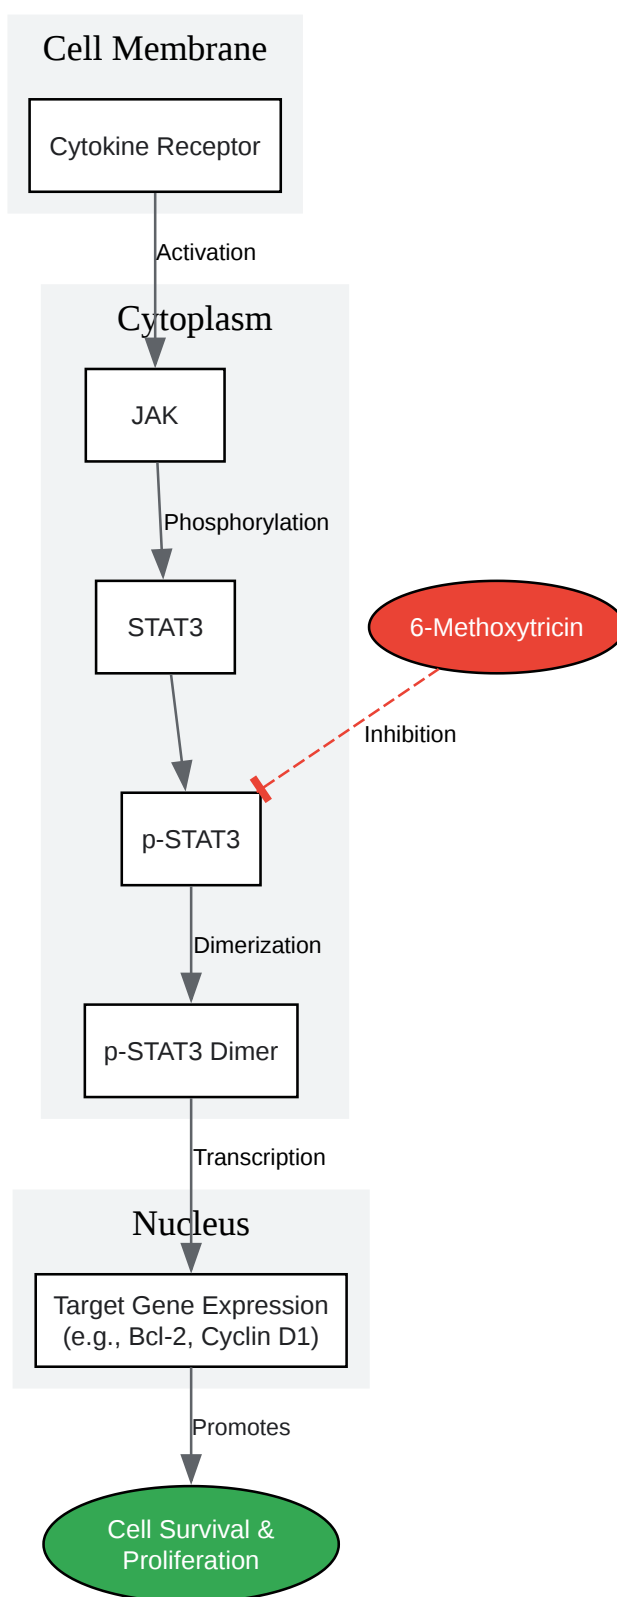 Cell Membrane
Cytokine Receptor
Activation
Cytoplasm
JAK
Phosphorylation
STAT3
6-Methoxytricin
Inhibition
p-STAT3
Dimerization
p-STAT3 Dimer
Transcription
Nucleus
Target Gene Expression
(e.g., Bcl-2, Cyclin D1)
Promotes
Cell Survival &
Proliferation